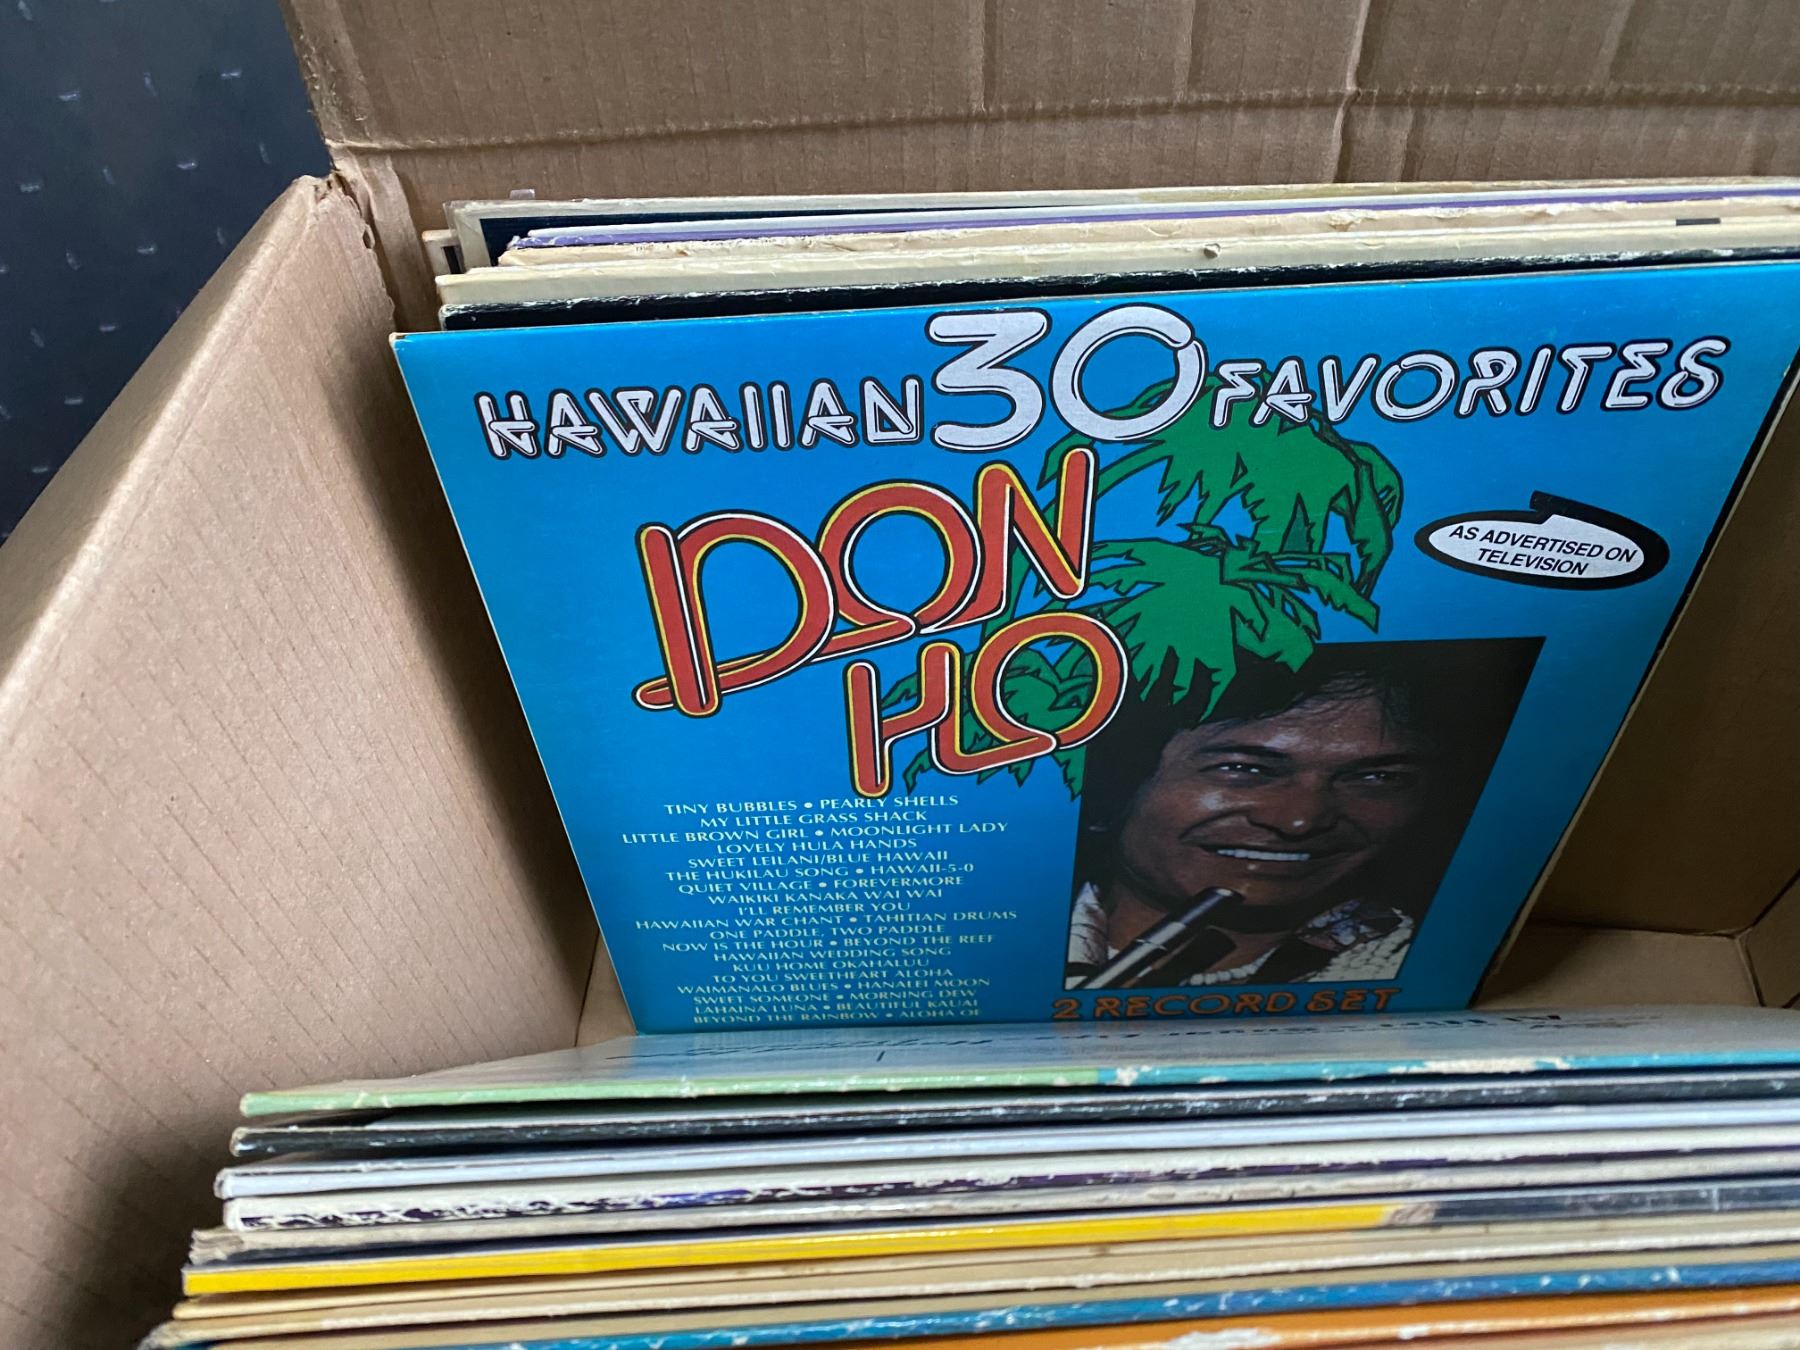 HAWAIIAN 30 FAVORITES
DON
HO
AS ADVERTISED ON
TELEVISION
TINY BUBBLES • PEARLY SHELLS
MY LITTLE GRASS SHACK
LITTLE BROWN GIRL • MOONLIGHT LADY
LOVELY HULA HANDS
SWEET LEILANI/BLUE HAWAII
THE HUKILAU SONG • HAWAII-5-0
QUIET VILLAGE • FOREVERMORE
WAIKIKI KANAKA WAI WAI
I'LL REMEMBER YOU
HAWAIIAN WAR CHANT • TAHITIAN DRUMS
ONE PADDLE, TWO PADDLE
NOW IS THE HOUR • BEYOND THE REEF
HAWAIIAN WEDDING SONG
KUU HOME OKAHALUU
TO YOU SWEETHEART ALOHA
WAIMANALO BLUES • HANALEI MOON
SWEET SOMEONE • MORNING DEW
LAHAINA LUNA • BEAUTIFUL KAUAI
BEYOND THE RAINBOW • ALOHA OE
2 RECORD SET